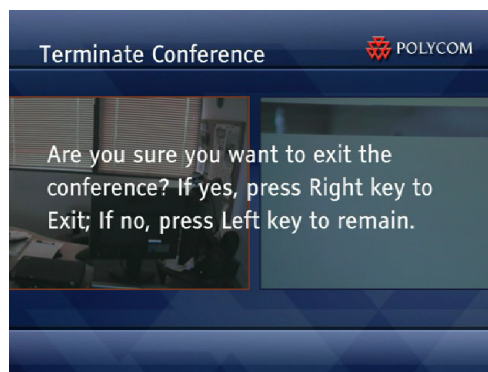 Terminate Conference
POLYCOM
Are you sure you want to exit the
conference? If yes, press Right key to
Exit; If no, press Left key to remain.